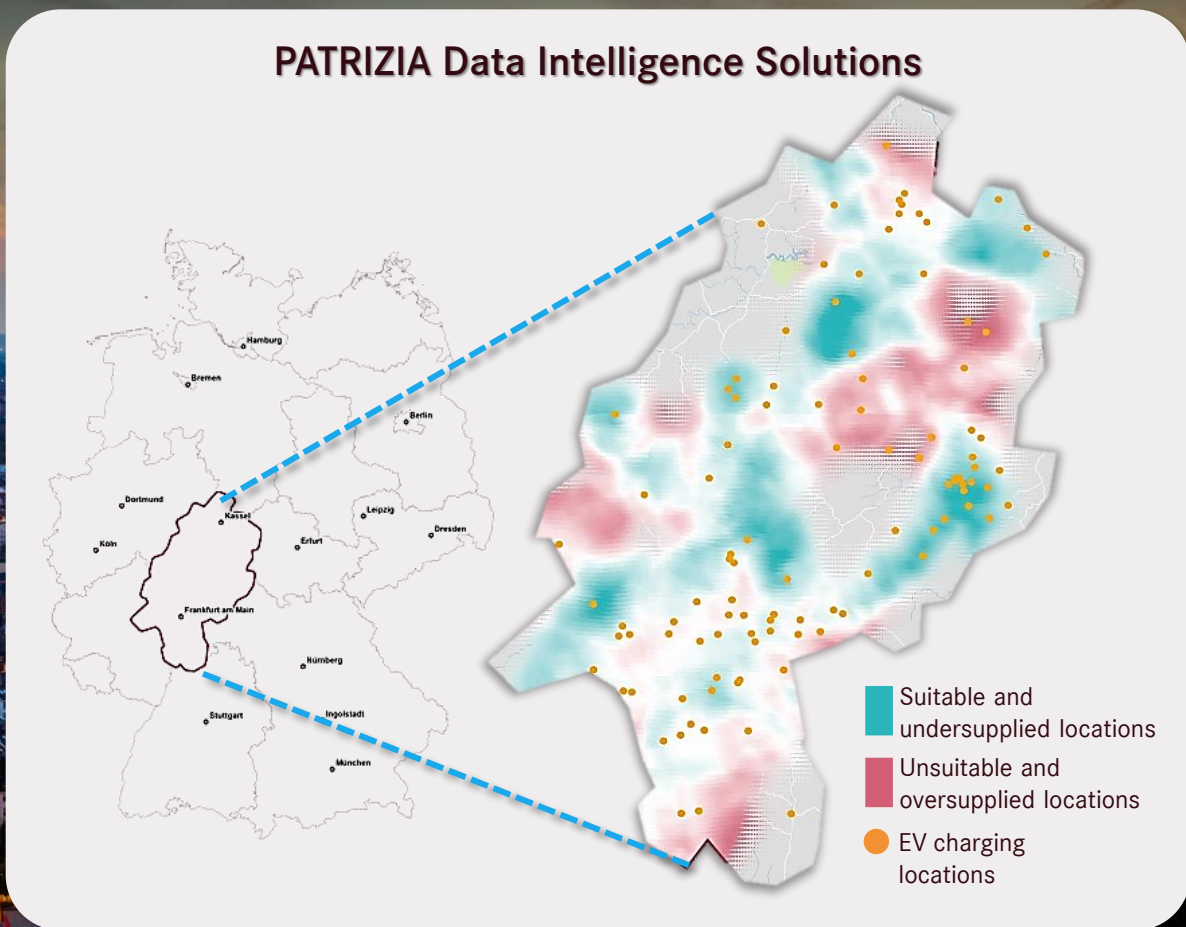 PATRIZIA Data Intelligence Solutions
Hamburg
Bremen
Berlin
Dortmund
Kassel
Leipzig
Köln
Erfurt
Dresden
Frankfurt am Main
Nürnberg
Stuttgart
Ingolstadt
München
Suitable and
undersupplied locations
Unsuitable and
oversupplied locations
EV charging
locations